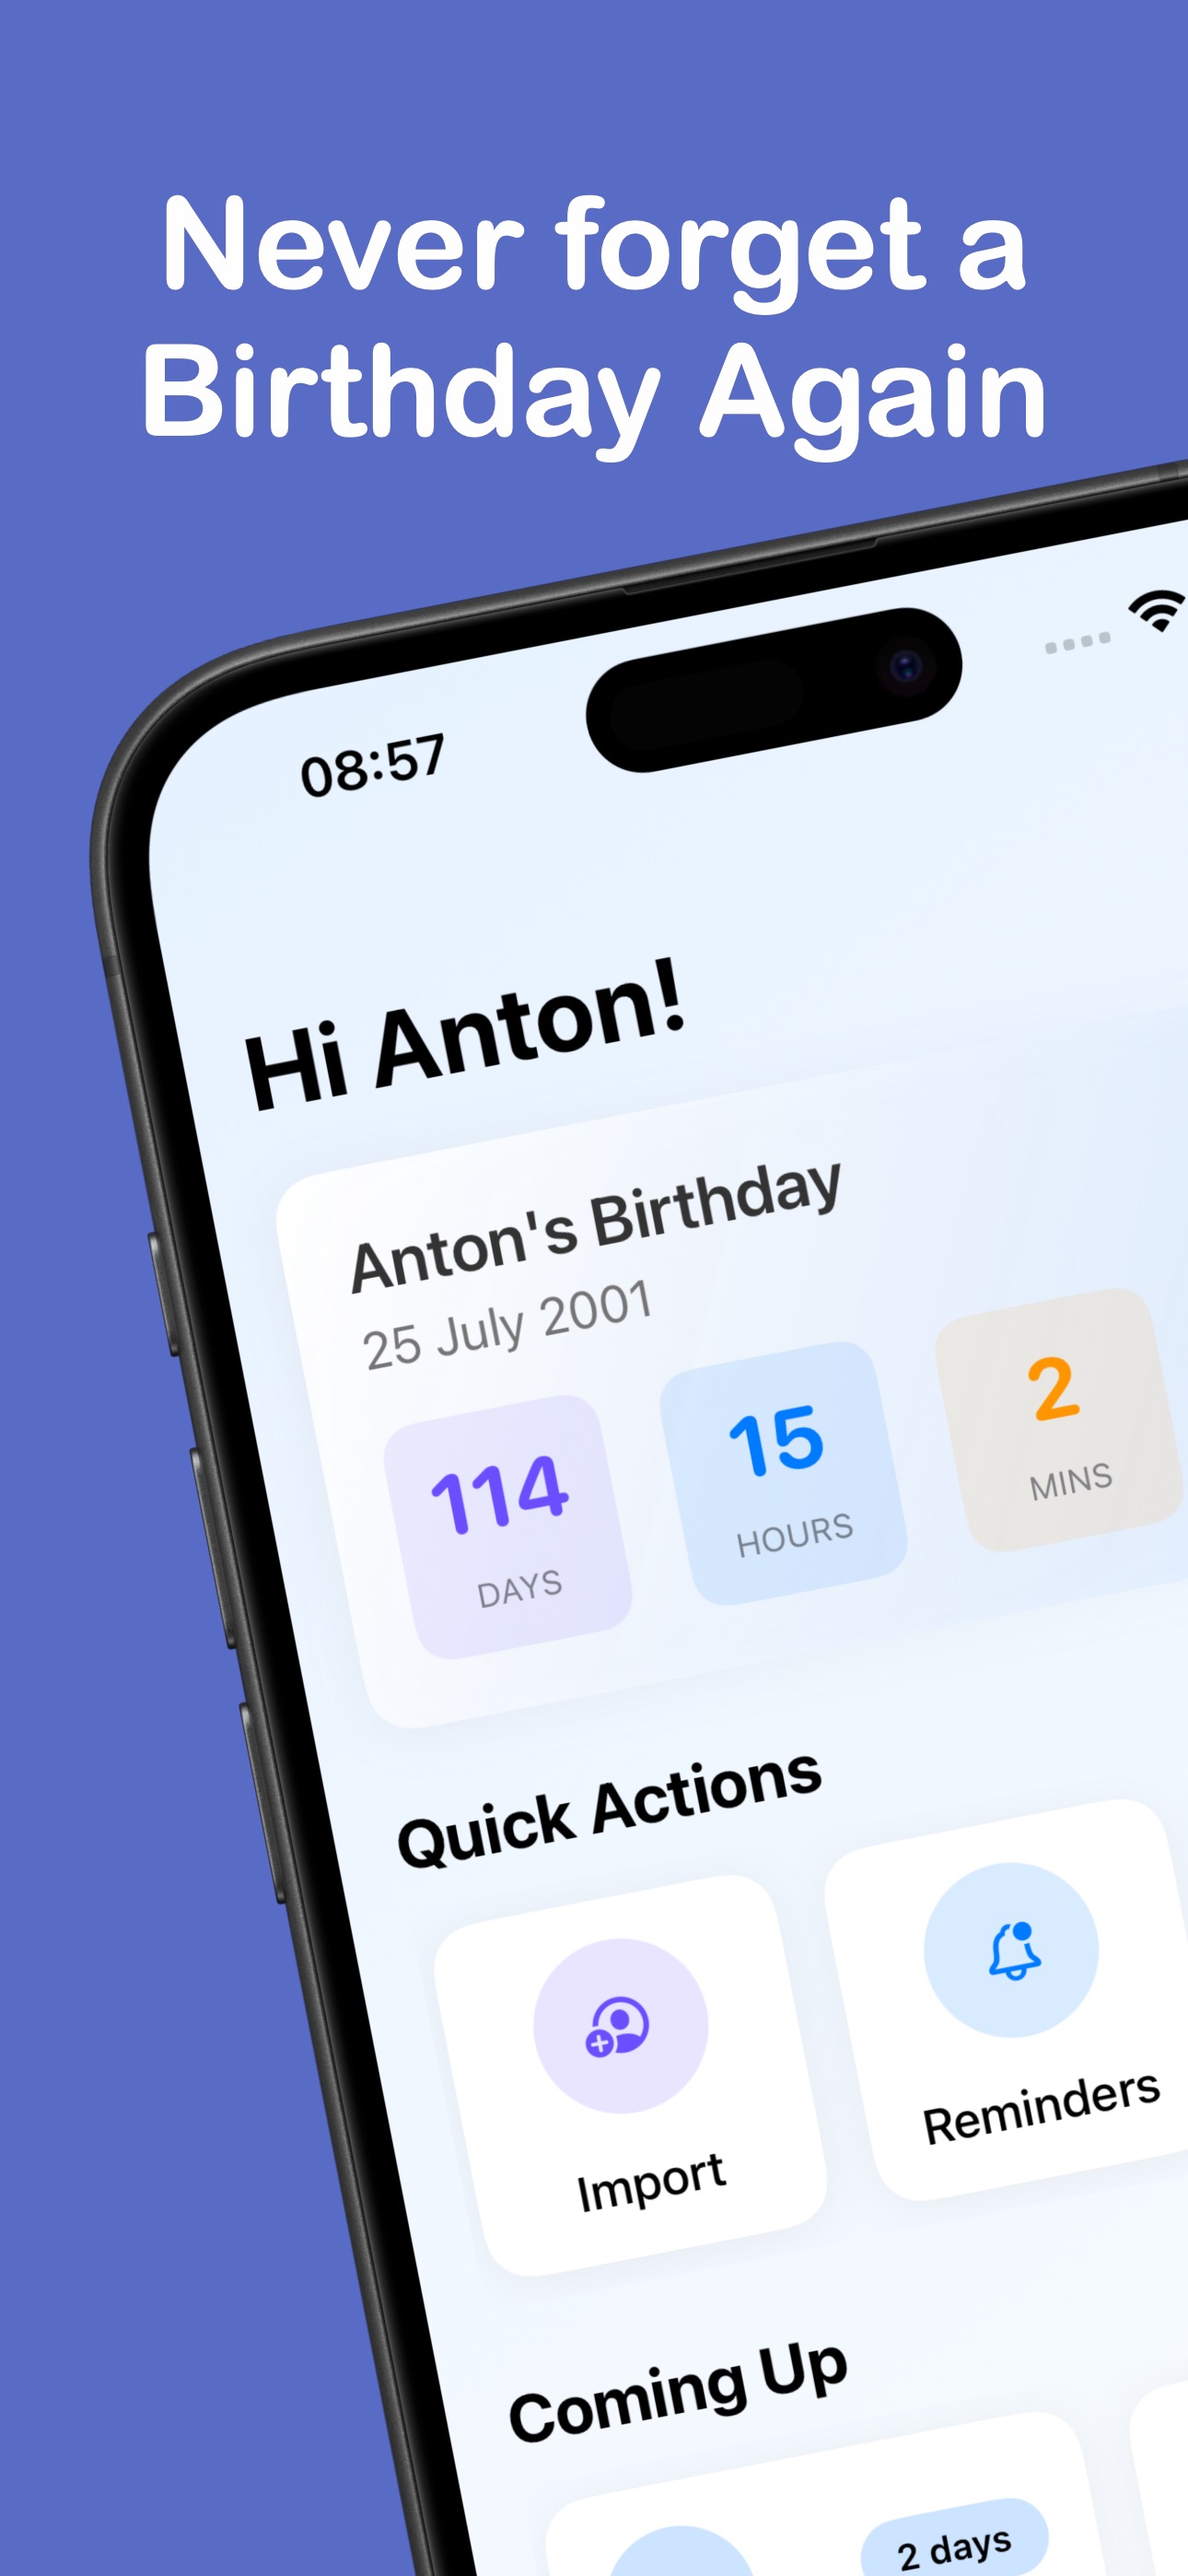 Never forget a
Birthday Again
08:57
Hi Anton!
Anton's Birthday
25 July 2001
114
DAYS
15
HOURS
2
MINS
Quick Actions
Import
Reminders
Coming Up
2 days